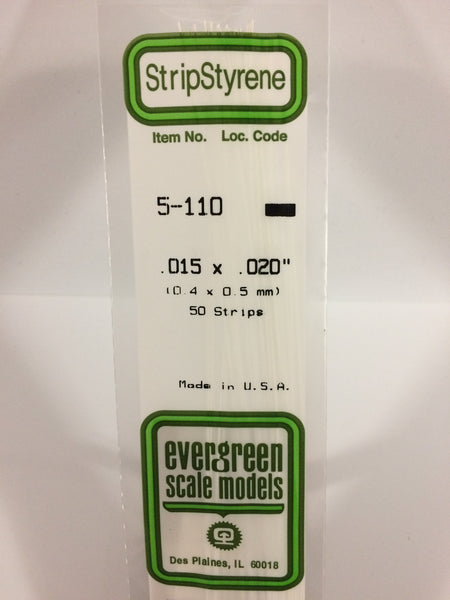 StripStyrene
Item No. Loc. Code
5-110
.015 x .020"
(0.4 x 0.5 mm)
50 Strips
Made in U.S.A.
evergreen
scale models
Des Plaines, IL 60018